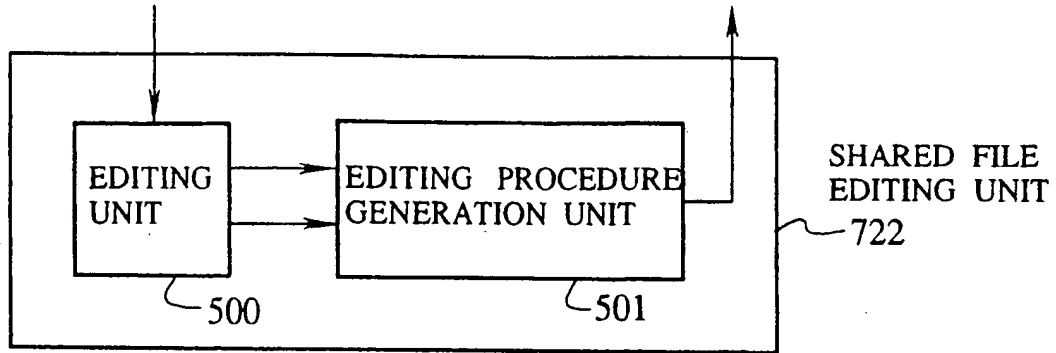 EDITING
UNIT
500
EDITING PROCEDURE
GENERATION UNIT
501
SHARED FILE
EDITING UNIT
722